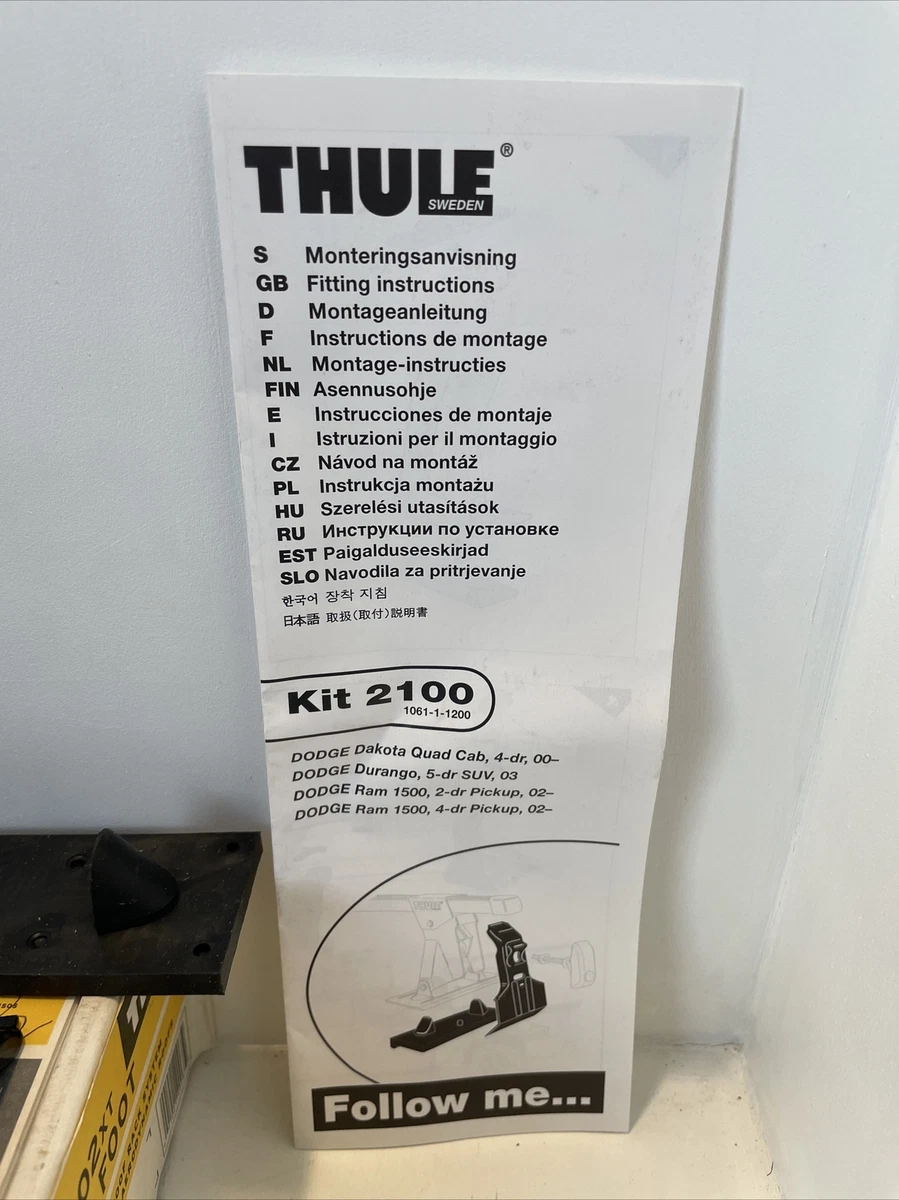 THULE®
SWEDEN
S Monteringsanvisning
GB Fitting instructions
D Montageanleitung
F Instructions de montage
NL Montage-instructies
FIN Asennusohje
E Instrucciones de montaje
I Istruzioni per il montaggio
CZ Návod na montáž
PL Instrukcja montażu
HU Szerelési utasítások
RU Инструкции по установке
EST Paigalduseeskirjad
SLO Navodila za pritrjevanje
한국어 장착 지침
日本語 取扱(取付)説明書
Kit 2100
1061-1-1200
DODGE Dakota Quad Cab, 4-dr, 00–
DODGE Durango, 5-dr SUV, 03
DODGE Ram 1500, 2-dr Pickup, 02–
DODGE Ram 1500, 4-dr Pickup, 02–
THULE
Follow me...
02XT
FOOT